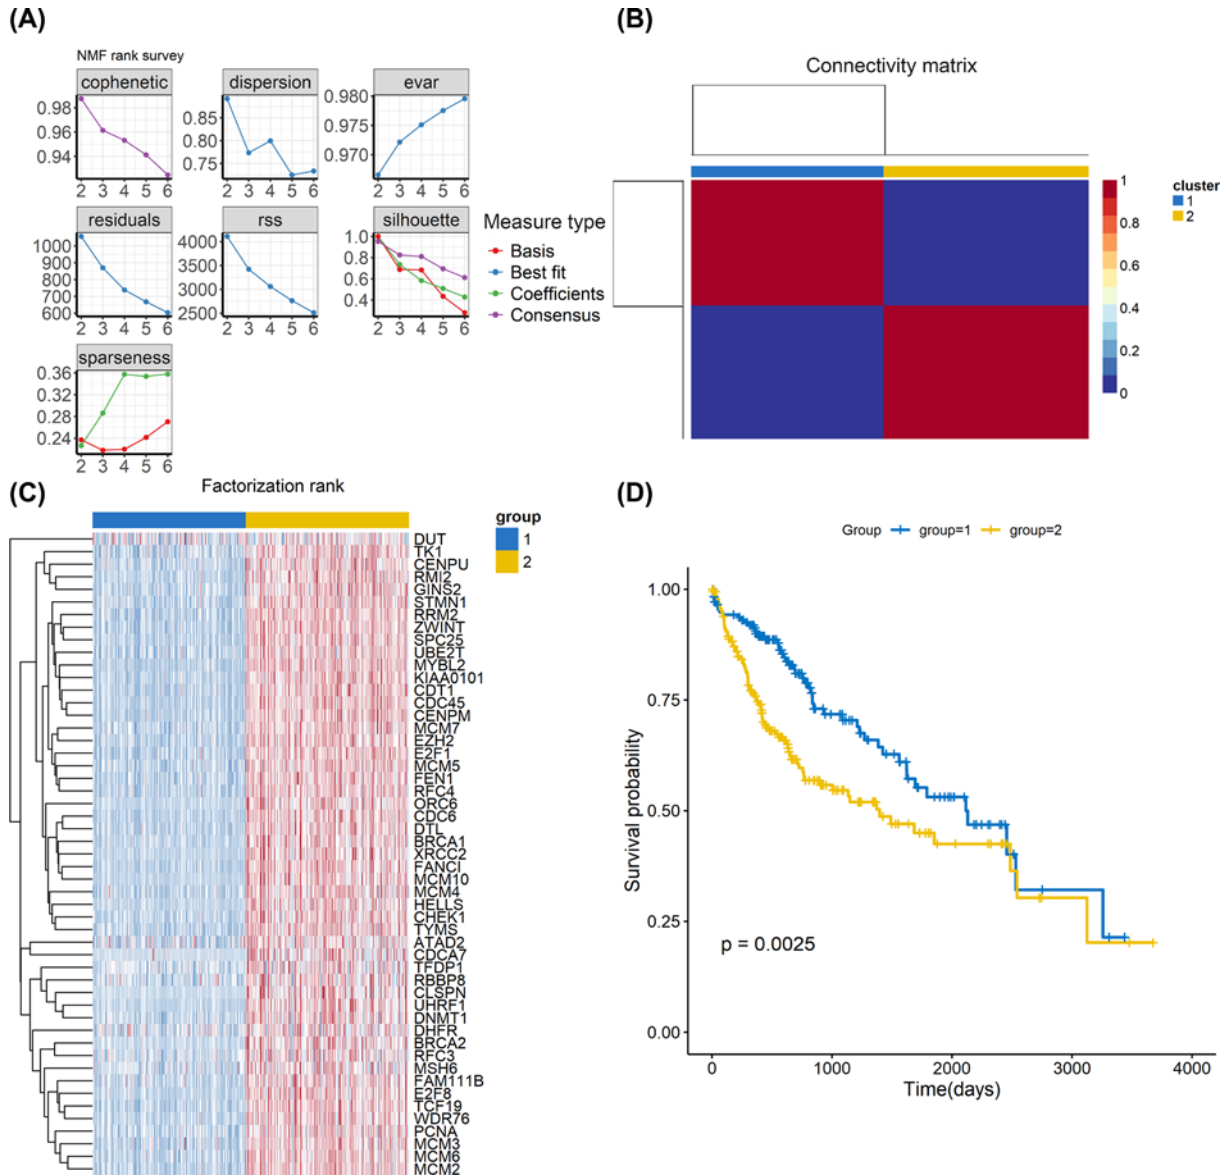 (A)
NMF rank survey
cophenetic
dispersion
evar
0.98
0.96
0.94
0.85
0.80
0.75
0.980
0.975
0.970
2 3 4 5 6
2 3 4 5 6
2 3 4 5 6
residuals
rss
silhouette
1000
900
800
700
600
4000
3500
3000
2500
1.0
0.8
0.6
0.4
2 3 4 5 6
2 3 4 5 6
2 3 4 5 6
Measure type
Basis
Best fit
Coefficients
Consensus
sparseness
0.36
0.32
0.28
0.24
2 3 4 5 6
Factorization rank
(B)
Connectivity matrix
1
0.8
0.6
0.4
0.2
0
cluster
1
2
(C)
group
1
2
DUT
TK1
CENPU
RMI2
GINS2
STMN1
RRM2
ZWINT
SPC25
UBE2T
MYBL2
KIAA0101
CDT1
CDC45
CENPM
MCM7
EZH2
E2F1
MCM5
FEN1
RFC4
ORC6
CDC6
DTL
BRCA1
XRCC2
FANCI
MCM10
MCM4
HELLS
CHEK1
TYMS
ATAD2
CDCA7
TFDP1
RBBP8
CLSPN
UHRF1
DNMT1
DHFR
BRCA2
RFC3
MSH6
FAM111B
E2F8
TCF19
WDR76
PCNA
MCM3
MCM6
MCM2
(D)
Group group=1 group=2
Survival probability
1.00
0.75
0.50
0.25
0.00
p = 0.0025
0 1000 2000 3000 4000
Time(days)